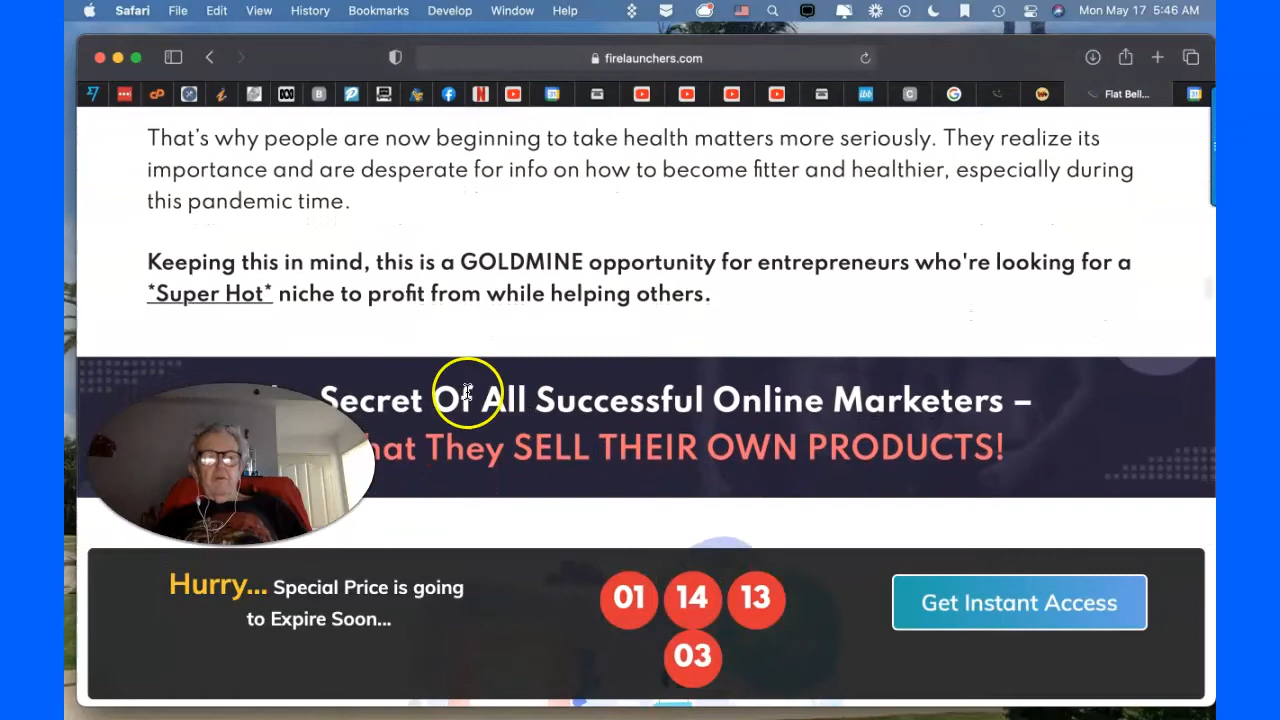 Safari File Edit View History Bookmarks Develop Window Help Mon May 17 5:46 AM
firelaunchers.com
Flat Bell...
That's why people are now beginning to take health matters more seriously. They realize its
importance and are desperate for info on how to become fitter and healthier, especially during
this pandemic time.
Keeping this in mind, this is a GOLDMINE opportunity for entrepreneurs who're looking for a
*Super Hot* niche to profit from while helping others.
Secret Of All Successful Online Marketers –
They SELL THEIR OWN PRODUCTS!
Hurry... Special Price is going
to Expire Soon...
01 14 13
03
Get Instant Access